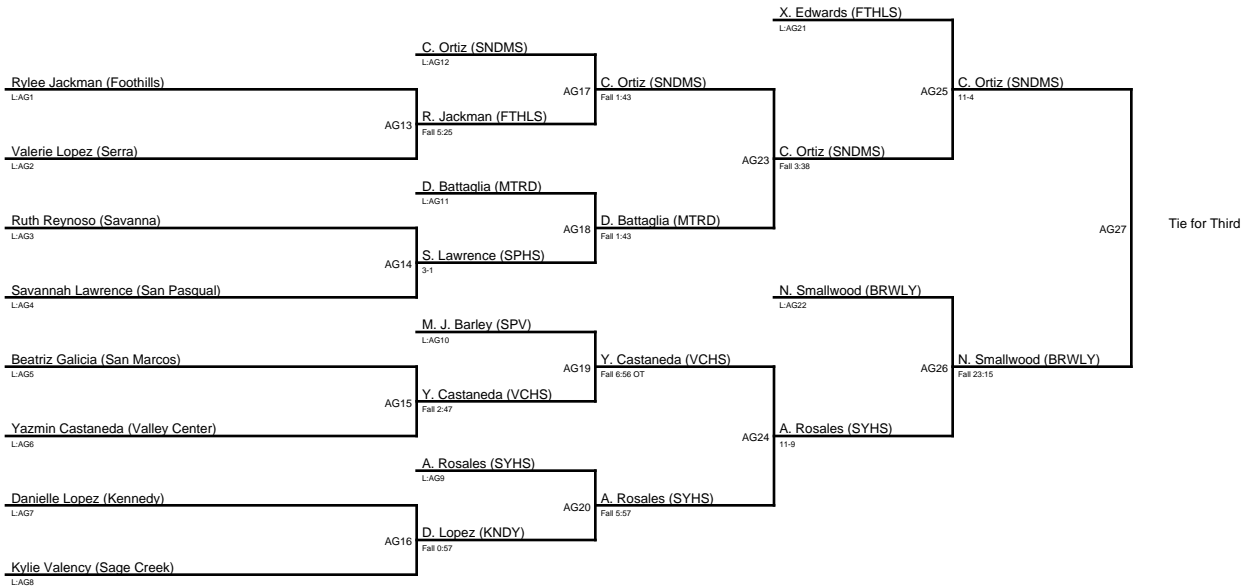 X. Edwards (FTHLS)
L:AG21
C. Ortiz (SNDMS)
L:AG12
Rylee Jackman (Foothills)
L:AG1
AG17
C. Ortiz (SNDMS)
Fall 1:43
AG25
C. Ortiz (SNDMS)
11-4
AG13
R. Jackman (FTHLS)
Fall 5:25
Valerie Lopez (Serra)
L:AG2
AG23
C. Ortiz (SNDMS)
Fall 3:38
D. Battaglia (MTRD)
L:AG11
Ruth Reynoso (Savanna)
L:AG3
AG18
D. Battaglia (MTRD)
Fall 1:43
AG27
Tie for Third
AG14
S. Lawrence (SPHS)
3-1
Savannah Lawrence (San Pasqual)
L:AG4
N. Smallwood (BRWLY)
L:AG22
M. J. Barley (SPV)
L:AG10
Beatriz Galicia (San Marcos)
L:AG5
AG19
Y. Castaneda (VCHS)
Fall 6:56 OT
AG26
N. Smallwood (BRWLY)
Fall 23:15
AG15
Y. Castaneda (VCHS)
Fall 2:47
Yazmin Castaneda (Valley Center)
L:AG6
AG24
A. Rosales (SYHS)
11-9
A. Rosales (SYHS)
L:AG9
Danielle Lopez (Kennedy)
L:AG7
AG20
A. Rosales (SYHS)
Fall 5:57
AG16
D. Lopez (KNDY)
Fall 0:57
Kylie Valency (Sage Creek)
L:AG8